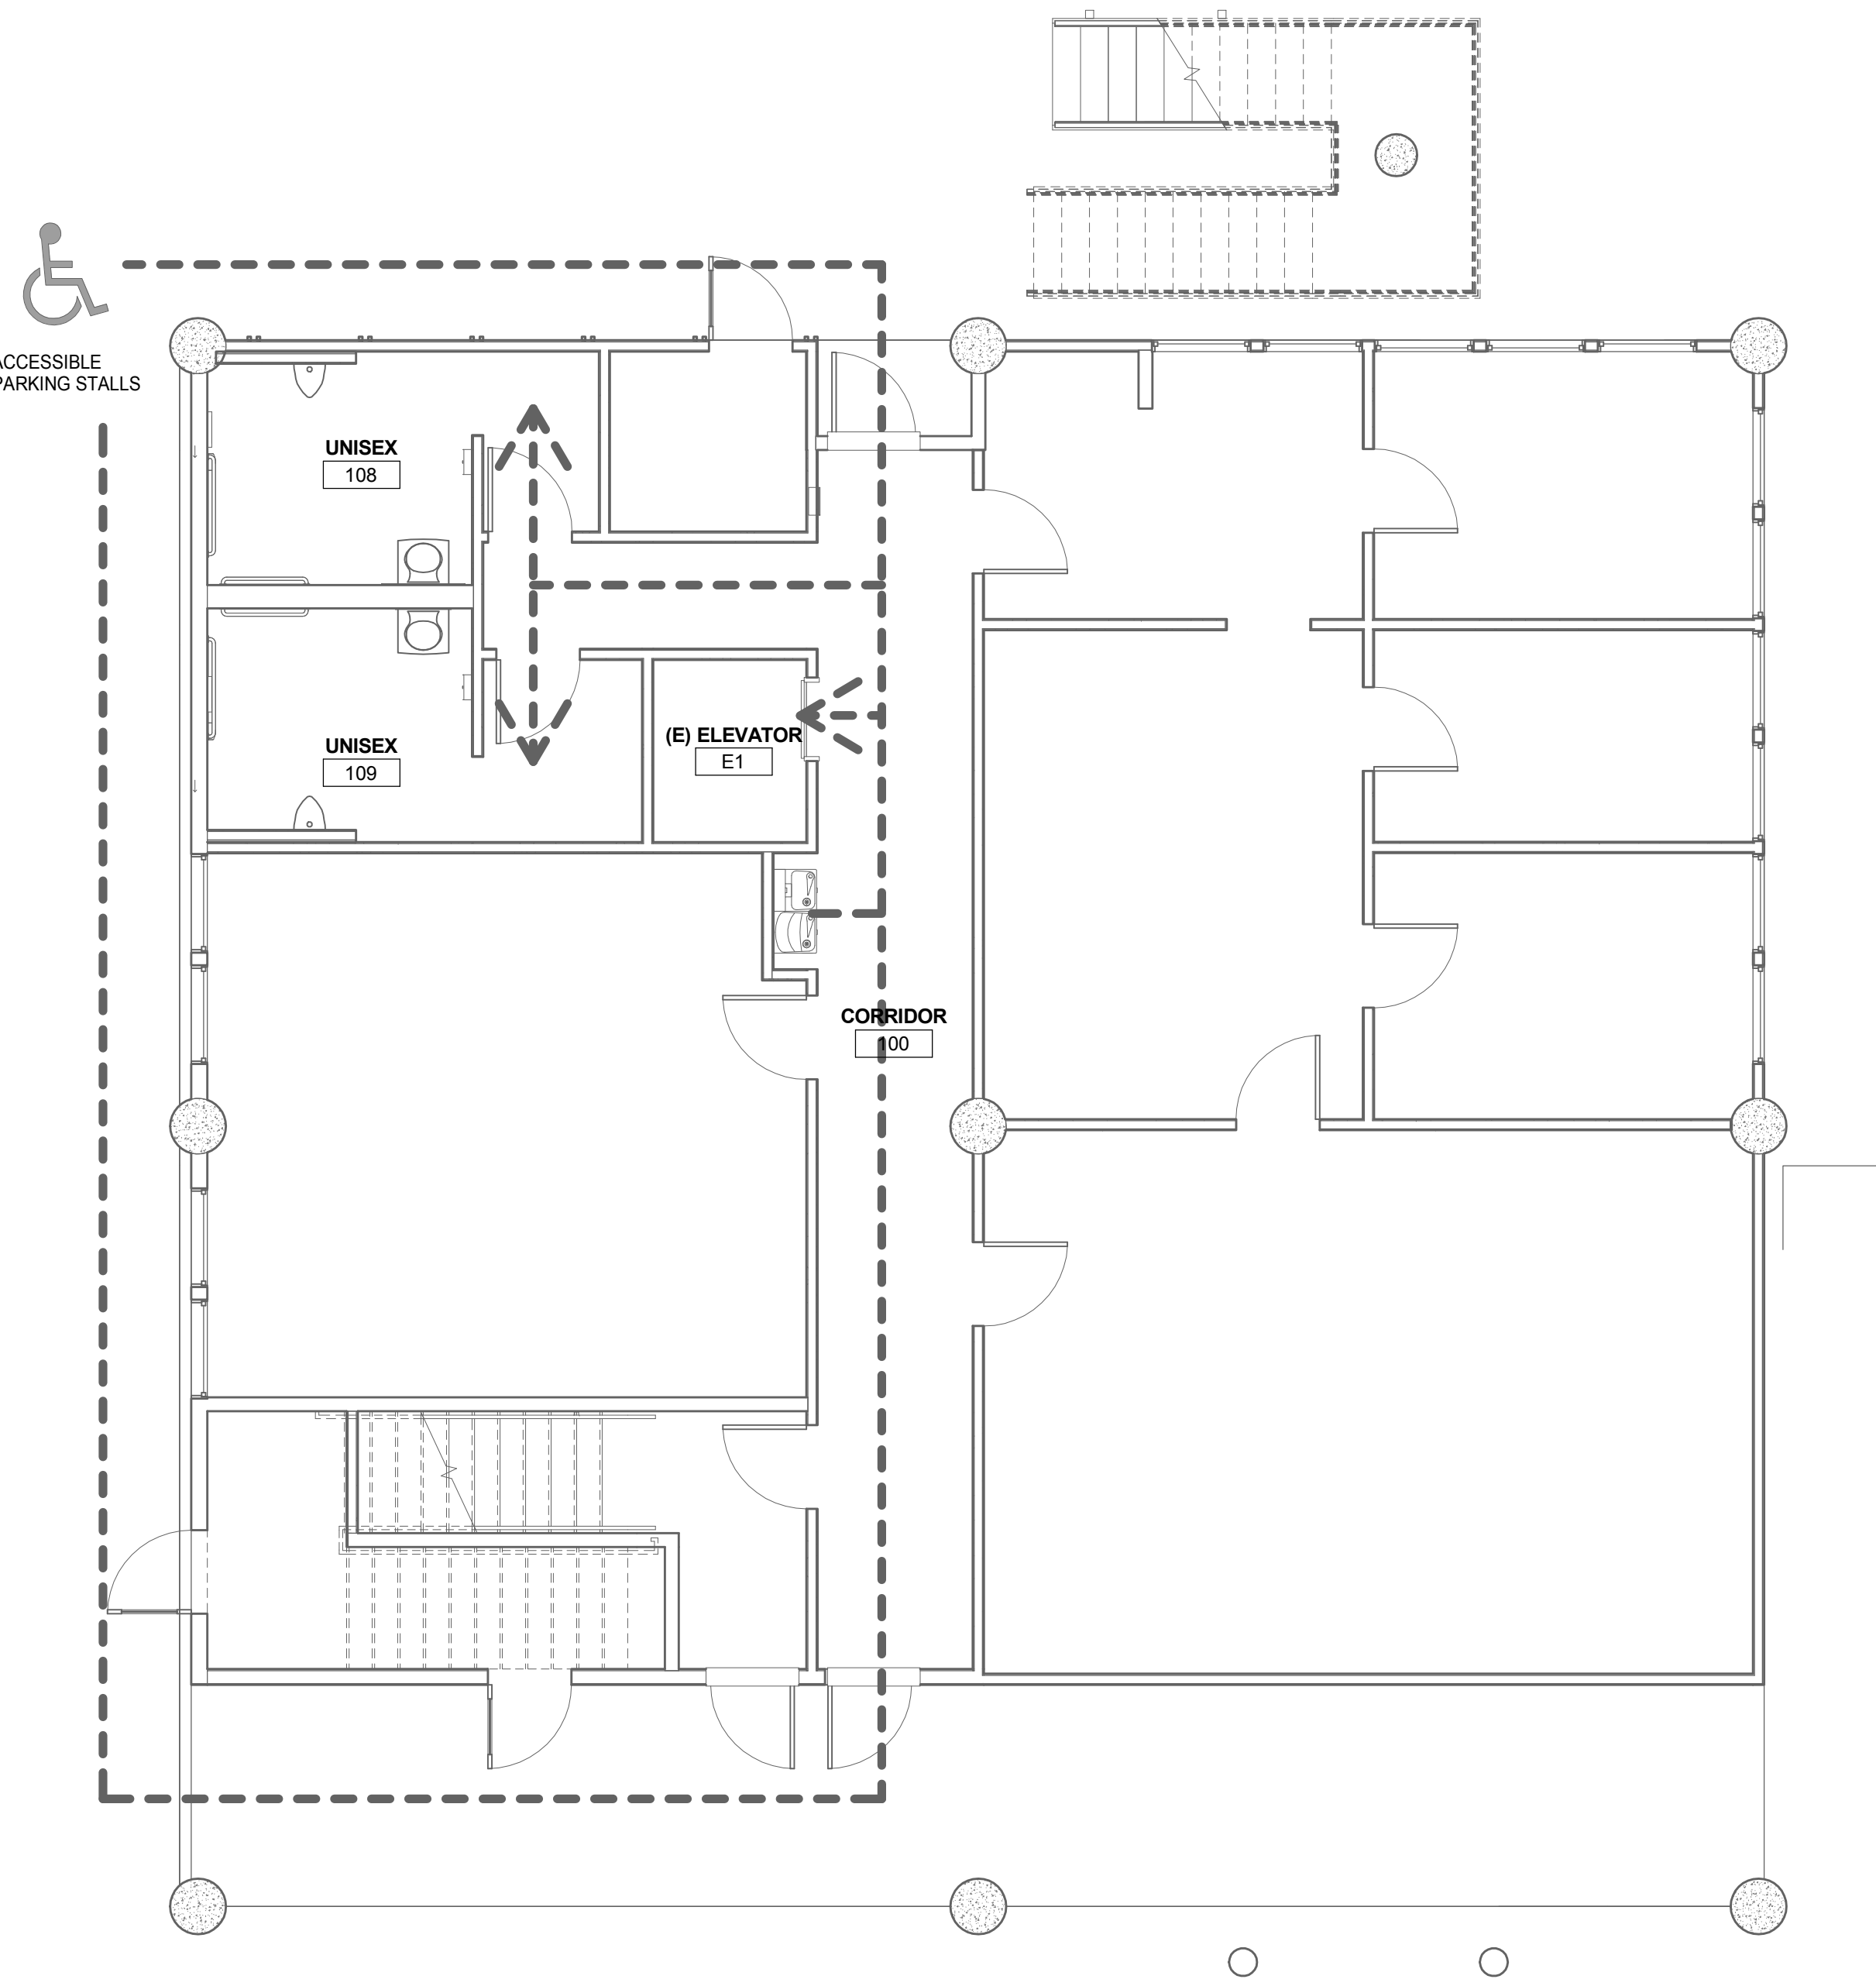 ACCESSIBLE
PARKING STALLS
UNISEX
108
UNISEX
109
(E) ELEVATOR
E1
CORRIDOR
100